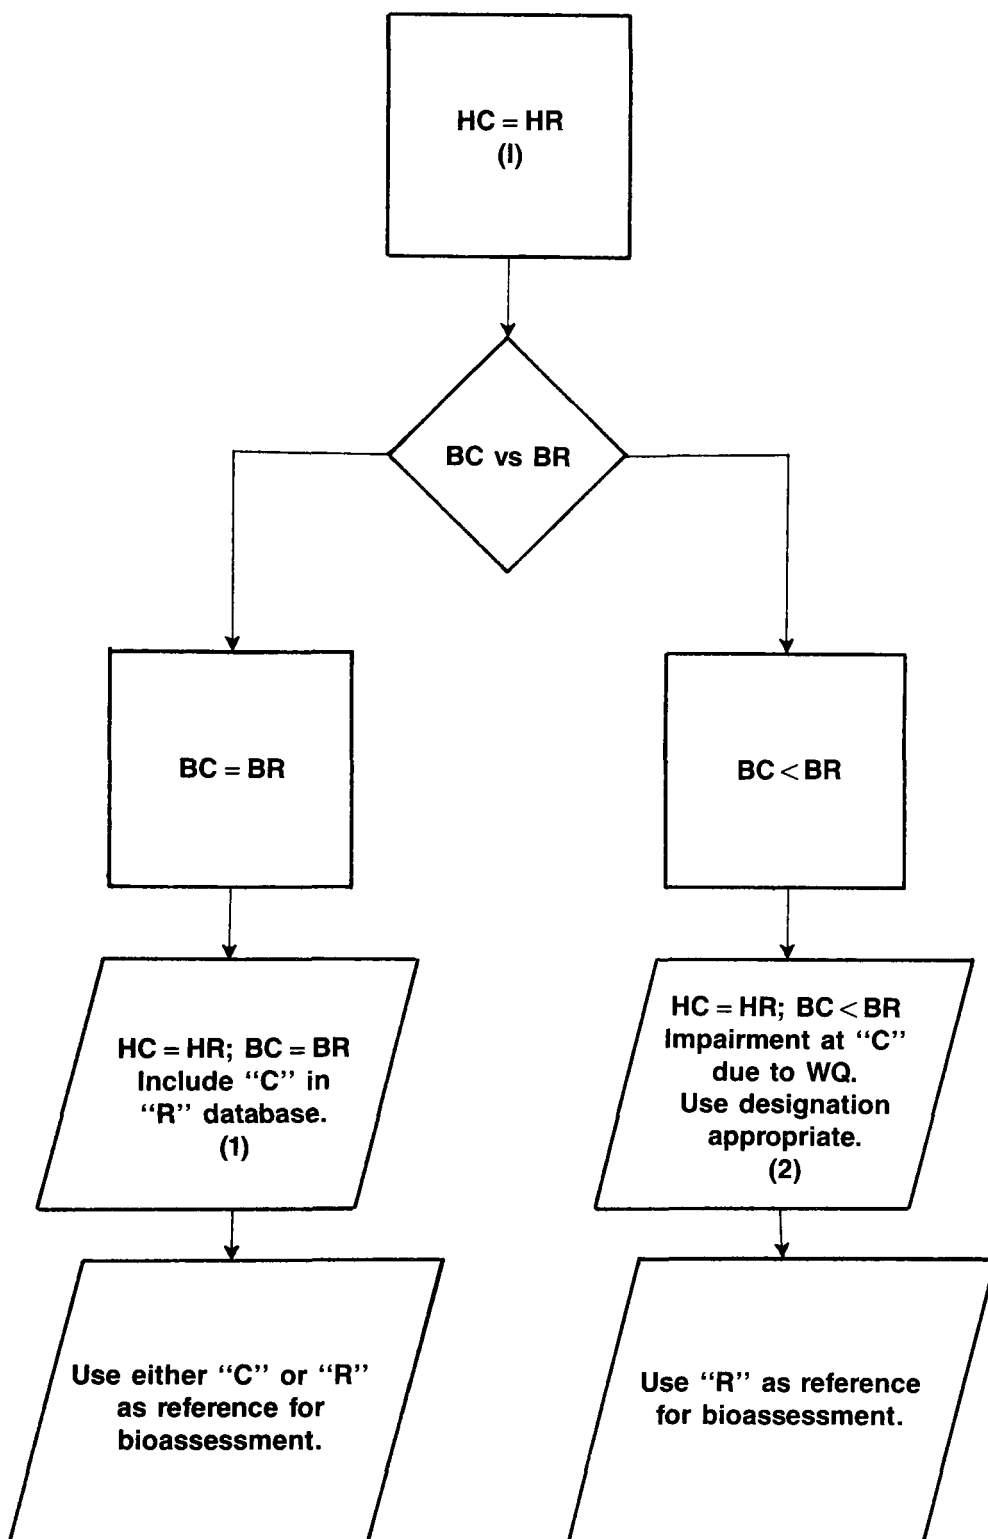 HC = HR
(I)
BC vs BR
BC = BR
BC < BR
HC = HR; BC = BR
Include “C” in
“R” database.
(1)
HC = HR; BC < BR
Impairment at “C”
due to WQ.
Use designation
appropriate.
(2)
Use either “C” or “R”
as reference for
bioassessment.
Use “R” as reference
for bioassessment.